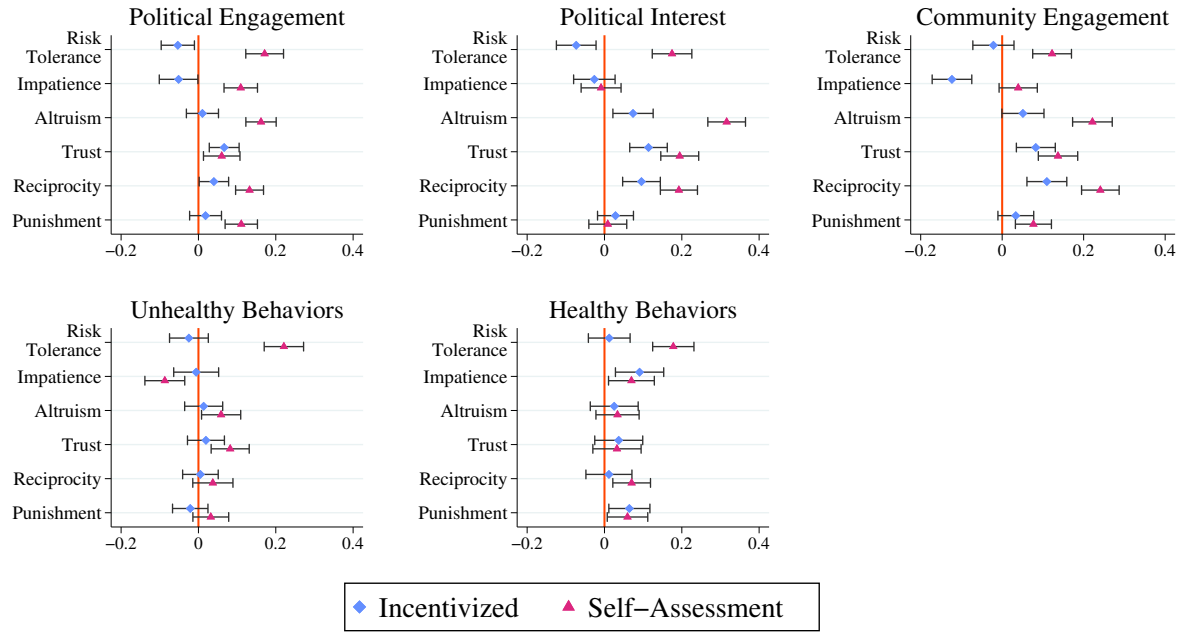 Political Engagement
Risk
Tolerance
Impatience
Altruism
Trust
Reciprocity
Punishment
−0.2 0 0.2 0.4
Political Interest
Risk
Tolerance
Impatience
Altruism
Trust
Reciprocity
Punishment
−0.2 0 0.2 0.4
Community Engagement
Risk
Tolerance
Impatience
Altruism
Trust
Reciprocity
Punishment
−0.2 0 0.2 0.4
Unhealthy Behaviors
Risk
Tolerance
Impatience
Altruism
Trust
Reciprocity
Punishment
−0.2 0 0.2 0.4
Healthy Behaviors
Risk
Tolerance
Impatience
Altruism
Trust
Reciprocity
Punishment
−0.2 0 0.2 0.4
Incentivized Self−Assessment